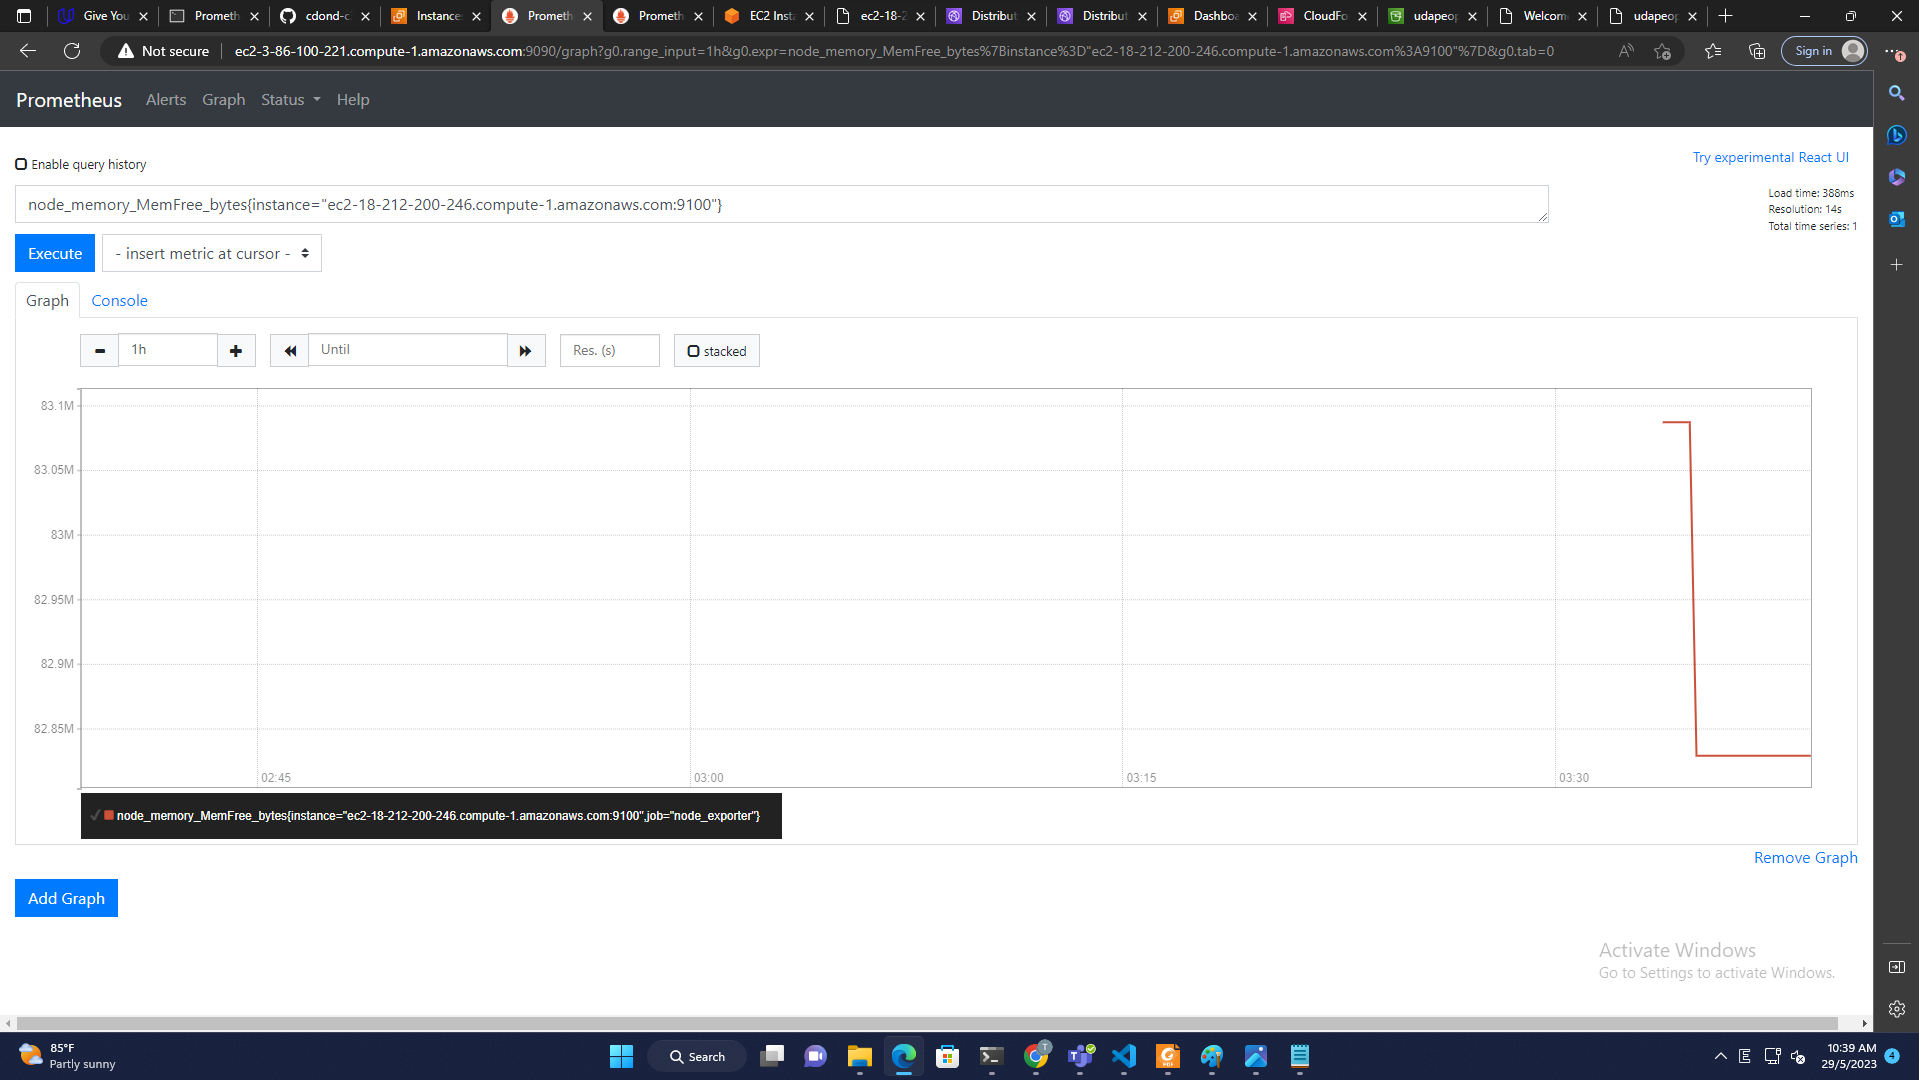 Give You
Prometh
cdond-c
Instance
Prometh
Prometh
EC2 Inst
ec2-18-2
Distribut
Distribut
Dashbo
CloudFo
udapeop
Welcom
udapeop
Not secure
ec2-3-86-100-221.compute-1.amazonaws.com:9090/graph?g0.range_input=1h&g0.expr=node_memory_MemFree_bytes%7Binstance%3D"ec2-18-212-200-246.compute-1.amazonaws.com%3A9100"%7D&g0.tab=0
Sign in
Prometheus
Alerts
Graph
Status
Help
Enable query history
Try experimental React UI
node_memory_MemFree_bytes{instance="ec2-18-212-200-246.compute-1.amazonaws.com:9100"}
Load time: 388ms
Resolution: 14s
Total time series: 1
Execute
- insert metric at cursor -
Graph
Console
1h
Until
Res. (s)
stacked
83.1M
83.05M
83M
82.95M
82.9M
82.85M
02:45
03:00
03:15
03:30
node_memory_MemFree_bytes{instance="ec2-18-212-200-246.compute-1.amazonaws.com:9100",job="node_exporter"}
Remove Graph
Add Graph
Activate Windows
Go to Settings to activate Windows.
85°F
Partly sunny
Search
E
10:39 AM
29/5/2023
4